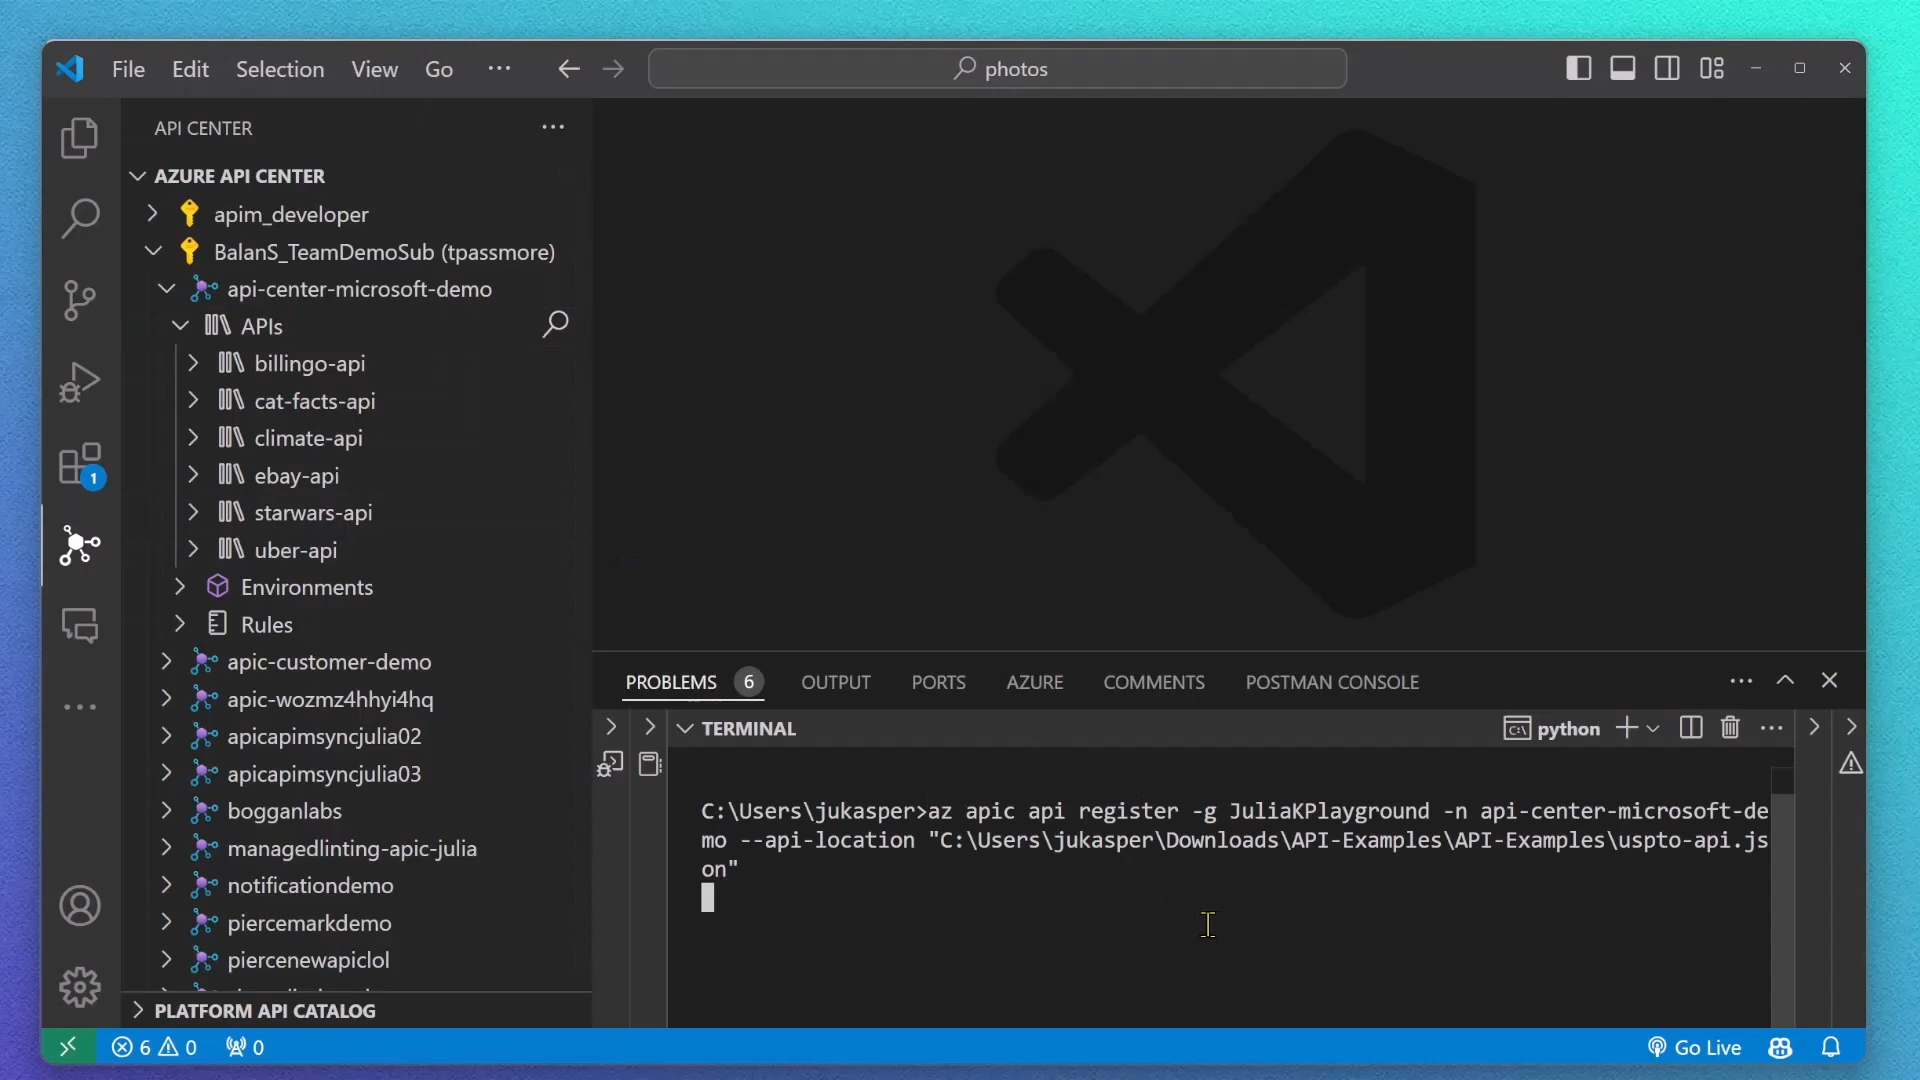 File Edit Selection View Go ···
photos
API CENTER
AZURE API CENTER
apim_developer
BalanS_TeamDemoSub (tpassmore)
api-center-microsoft-demo
APIs
billingo-api
cat-facts-api
climate-api
ebay-api
starwars-api
uber-api
Environments
Rules
apic-customer-demo
apic-wozmz4hhyi4hq
apicapimsyncjulia02
apicapimsyncjulia03
bogganlabs
managedlinting-apic-julia
notificationdemo
piercemarkdemo
piercenewapiclol
PLATFORM API CATALOG
1
PROBLEMS 6 OUTPUT PORTS AZURE COMMENTS POSTMAN CONSOLE
TERMINAL
python
C:\Users\jukasper>az apic api register -g JuliaKPlayground -n api-center-microsoft-de
mo --api-location "C:\Users\jukasper\Downloads\API-Examples\API-Examples\uspto-api.js
on"
6 0 0
Go Live